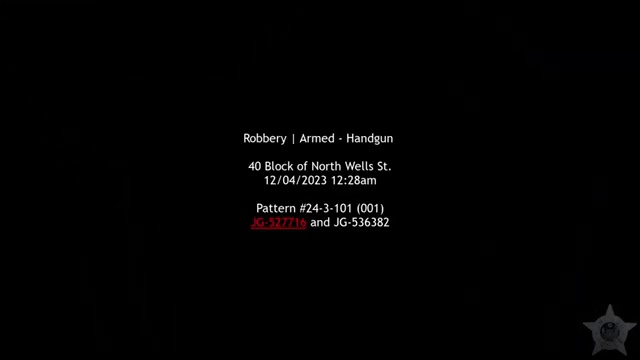 Robbery | Armed - Handgun
40 Block of North Wells St.
12/04/2023 12:28am
Pattern #24-3-101 (001)
JG-527716 and JG-536382